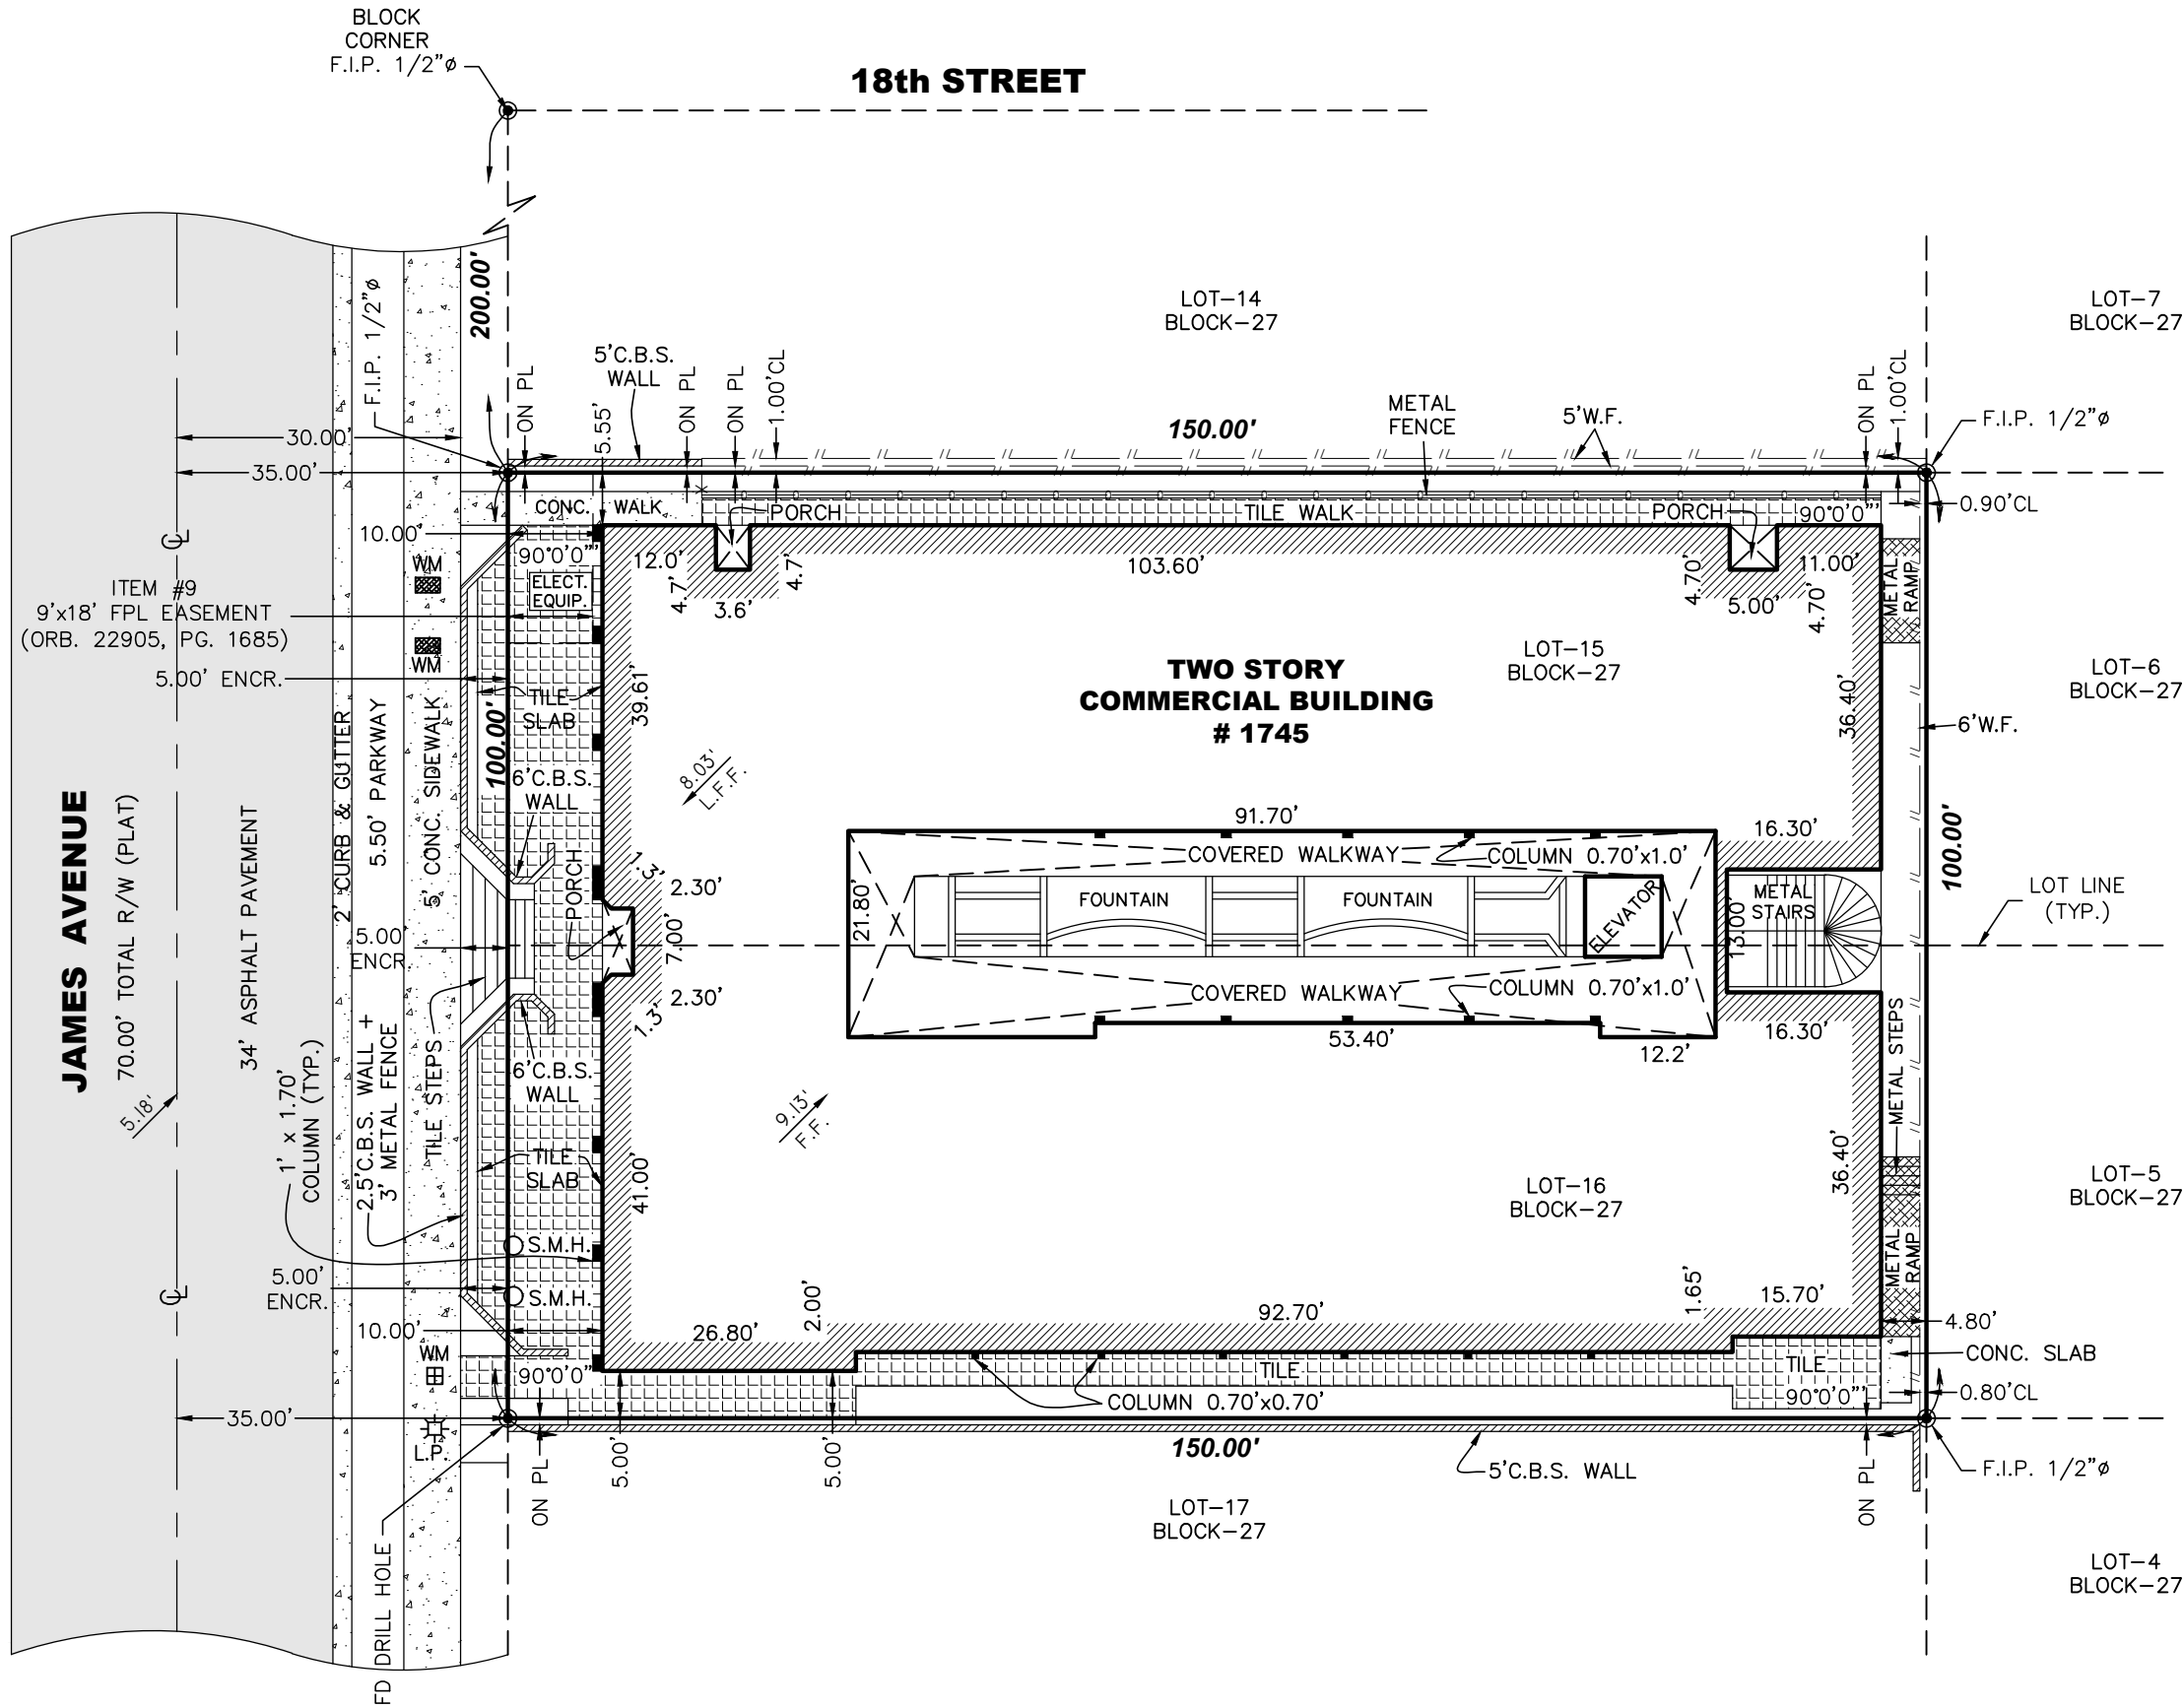 BLOCK
CORNER
F.I.P. 1/2"ø
18th STREET
200.00'
F.I.P. 1/2"ø
LOT-14
BLOCK-27
LOT-7
BLOCK-27
ON PL
5'C.B.S.
WALL
ON PL
ON PL
1.00'CL
5.55'
150.00'
METAL
FENCE
5'W.F.
ON PL
1.00'CL
F.I.P. 1/2"ø
30.00'
35.00'
CONC. WALK
PORCH
TILE WALK
PORCH
90°0'0"
0.90'CL
10.00'
90°0'0"
12.0'
4.7'
4.7'
3.6'
103.60'
4.70'
5.00'
4.70'
11.00'
METAL
RAMP
℄
WM
ELECT.
EQUIP.
ITEM #9
9'x18' FPL EASEMENT
(ORB. 22905, PG. 1685)
WM
5.00' ENCR.
TILE
SLAB
39.61'
100.00'
TWO STORY
COMMERCIAL BUILDING
# 1745
LOT-15
BLOCK-27
36.40'
LOT-6
BLOCK-27
6'W.F.
2' CURB & GUTTER
5.50' PARKWAY
5' CONC. SIDEWALK
6'C.B.S.
WALL
8.03'
L.F.F.
JAMES AVENUE
70.00' TOTAL R/W (PLAT)
34' ASPHALT PAVEMENT
5.18'
91.70'
16.30'
100.00'
COVERED WALKWAY
COLUMN 0.70'x1.0'
PORCH
1.3'
2.30'
7.00'
2.30'
1.3'
21.80'
FOUNTAIN
FOUNTAIN
ELEVATOR
METAL
STAIRS
13.00'
LOT LINE
(TYP.)
5.00'
ENCR.
COVERED WALKWAY
COLUMN 0.70'x1.0'
53.40'
12.2'
16.30'
METAL STEPS
1' x 1.70'
COLUMN (TYP.)
2.5'C.B.S. WALL +
3' METAL FENCE
TILE STEPS
6'C.B.S.
WALL
9.13'
F.F.
TILE
SLAB
41.00'
LOT-16
BLOCK-27
36.40'
LOT-5
BLOCK-27
S.M.H.
METAL
RAMP
℄
5.00'
ENCR.
S.M.H.
2.00'
92.70'
1.65'
15.70'
10.00'
26.80'
4.80'
WM
90°0'0"
TILE
TILE
CONC. SLAB
35.00'
COLUMN 0.70'x0.70'
90°0'0"
0.80'CL
L.P.
5.00'
5.00'
150.00'
5'C.B.S. WALL
F.I.P. 1/2"ø
ON PL
ON PL
LOT-17
BLOCK-27
FD DRILL HOLE
LOT-4
BLOCK-27